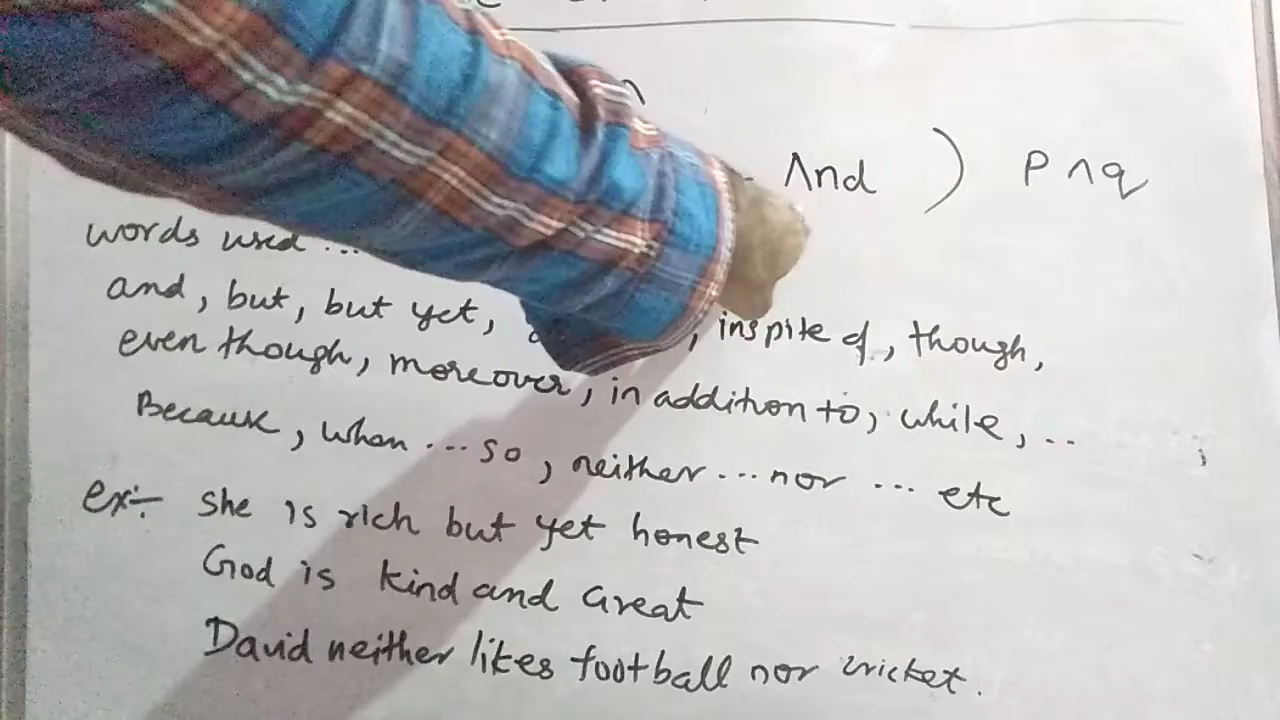 And ) P ∧ q
words used ...
and, but, but yet, , inspite of, though,
even though, moreover, in addition to, while, ..
Because, when ... so, neither ... nor ... etc
ex:- She is rich but yet honest
God is kind and Great
David neither likes football nor cricket.